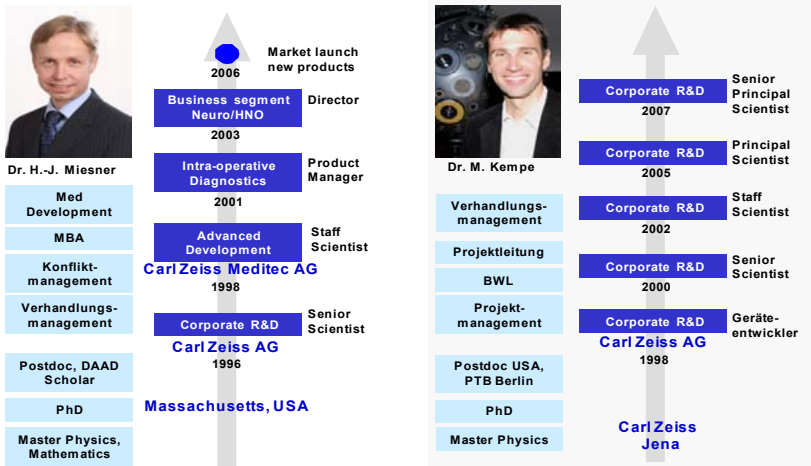 Market launch
new products
2006
Business segment
Neuro/HNO
Director
2003
Dr. H.-J. Miesner
Intra-operative
Diagnostics
Product
Manager
2001
Med
Development
MBA
Advanced
Development
Staff
Scientist
Konflikt-
management
Carl Zeiss Meditec AG
1998
Verhandlungs-
management
Corporate R&D
Senior
Scientist
Carl Zeiss AG
1996
Postdoc, DAAD
Scholar
PhD
Massachusetts, USA
Master Physics,
Mathematics
Corporate R&D
Senior
Principal
Scientist
2007
Dr. M. Kempe
Corporate R&D
Principal
Scientist
2005
Verhandlungs-
management
Corporate R&D
Staff
Scientist
2002
Projektleitung
BWL
Corporate R&D
Senior
Scientist
2000
Projekt-
management
Corporate R&D
Geräte-
entwickler
Carl Zeiss AG
1998
Postdoc USA,
PTB Berlin
PhD
Master Physics
Carl Zeiss
Jena